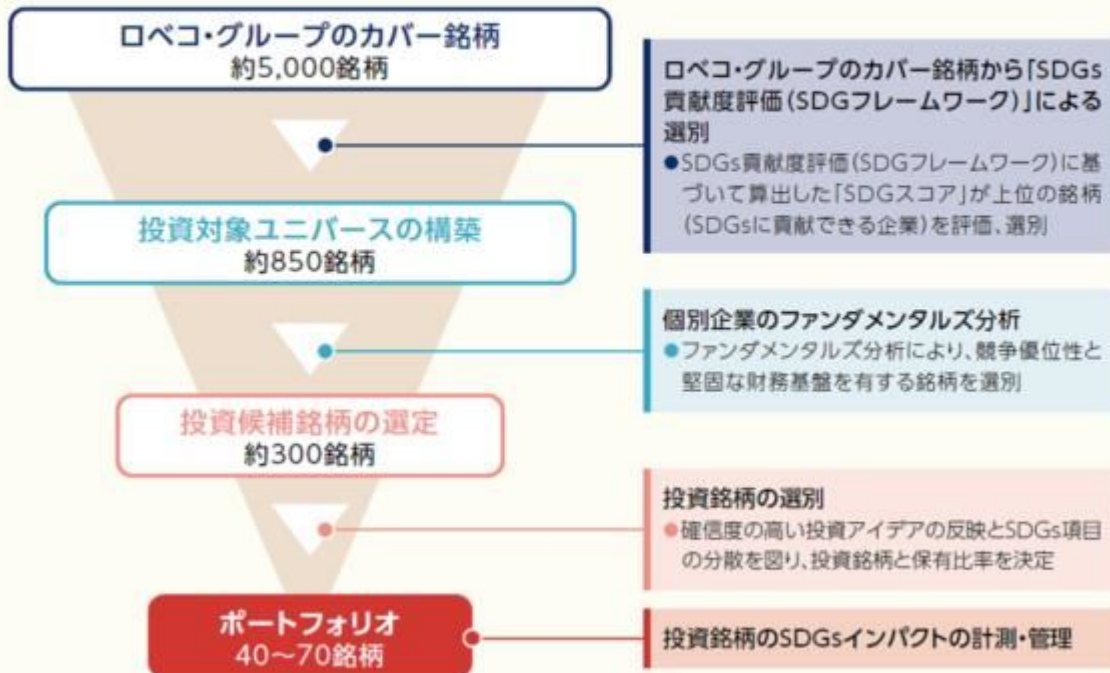 ロベコ・グループのカバー銘柄
約5,000銘柄
ロベコ・グループのカバー銘柄から「SDGs
貢献度評価(SDGフレームワーク)」による
選別
●SDGs貢献度評価(SDGフレームワーク)に基
づいて算出した「SDGスコア」が上位の銘柄
(SDGsに貢献できる企業)を評価、選別
投資対象ユニバースの構築
約850銘柄
個別企業のファンダメンタルズ分析
●ファンダメンタルズ分析により、競争優位性と
堅固な財務基盤を有する銘柄を選別
投資候補銘柄の選定
約300銘柄
投資銘柄の選別
●確信度の高い投資アイデアの反映とSDGs項目
の分散を図り、投資銘柄と保有比率を決定
ポートフォリオ
40〜70銘柄
投資銘柄のSDGsインパクトの計測・管理